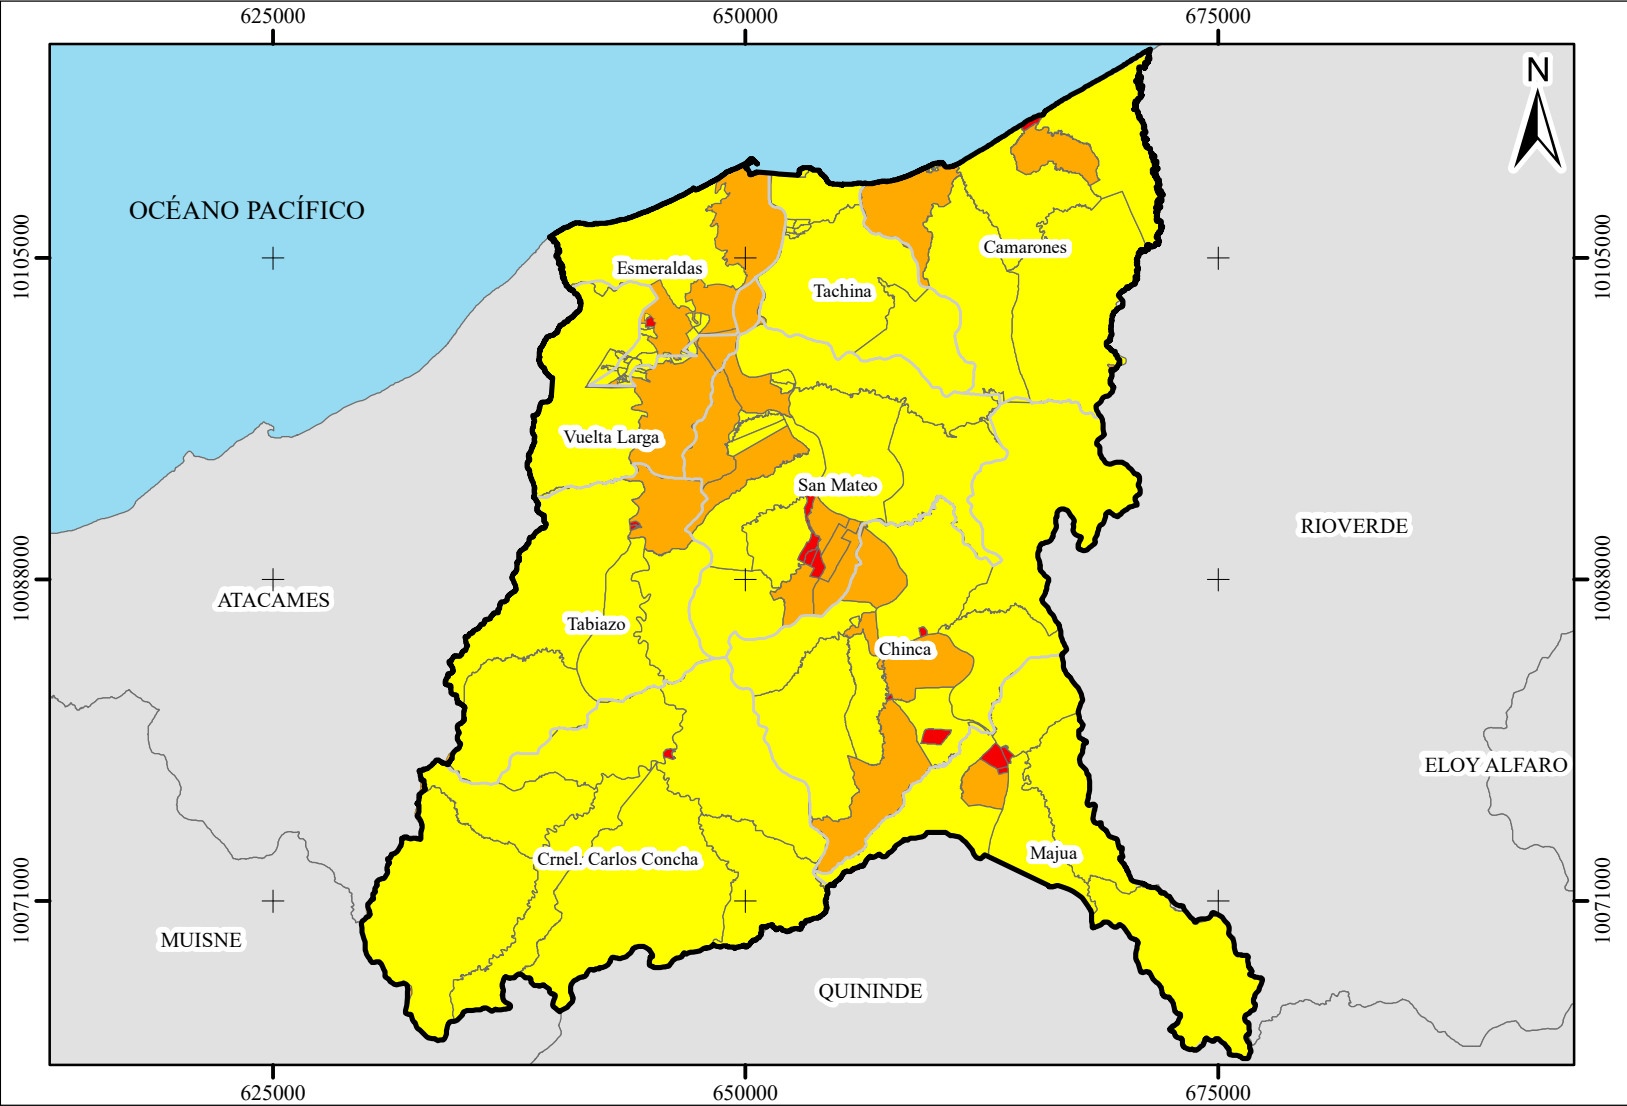 625000
650000
675000
N
OCÉANO PACÍFICO
10105000
10105000
Camarones
Esmeraldas
Tachina
Vuelta Larga
San Mateo
RIOVERDE
10088000
10088000
ATACAMES
Tabiazo
Chinca
ELOY ALFARO
Majua
Crnel. Carlos Concha
10071000
10071000
MUISNE
QUININDE
625000
650000
675000